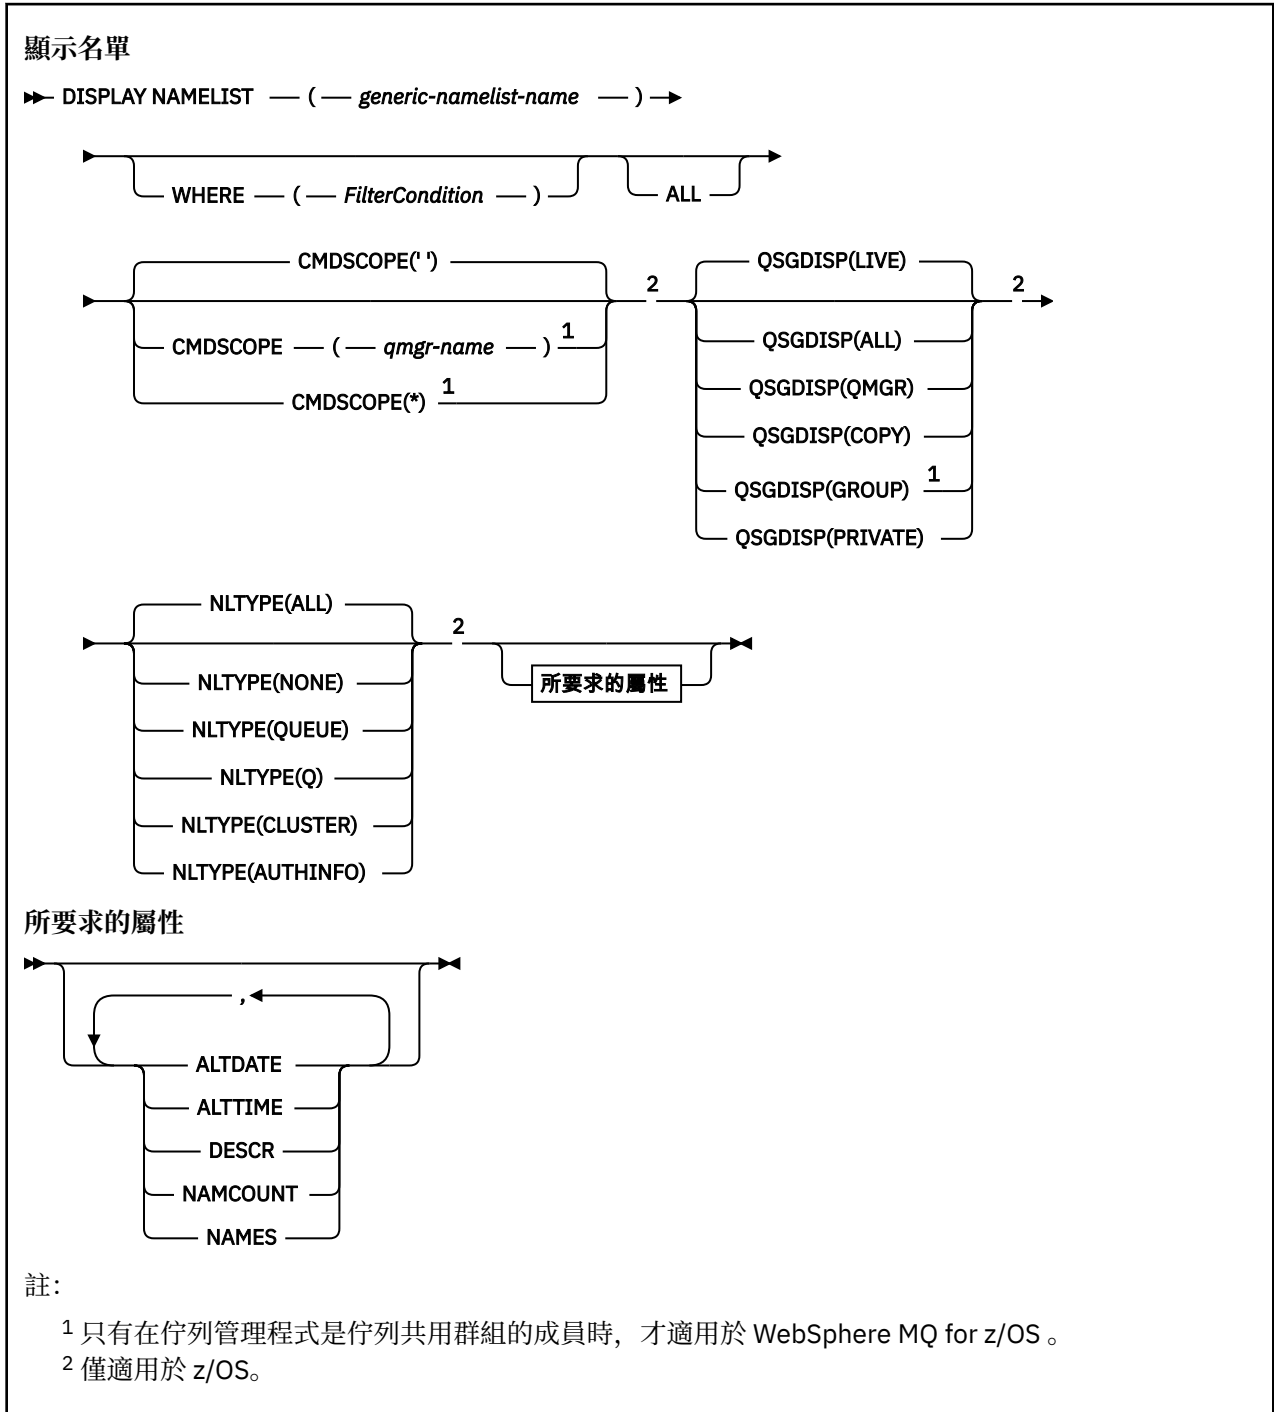 顯示名單
DISPLAY NAMELIST ( generic-namelist-name )
WHERE ( FilterCondition ) ALL
CMDSCOPE(' ') 2 QSGDISP(LIVE) 2
CMDSCOPE ( qmgr-name ) 1 QSGDISP(ALL)
CMDSCOPE(*) 1 QSGDISP(QMGR)
QSGDISP(COPY)
QSGDISP(GROUP) 1
QSGDISP(PRIVATE)
NLTYPE(ALL) 2
NLTYPE(NONE) 所要求的屬性
NLTYPE(QUEUE)
NLTYPE(Q)
NLTYPE(CLUSTER)
NLTYPE(AUTHINFO)
所要求的屬性
,
ALTDATE
ALTTIME
DESCR
NAMCOUNT
NAMES
註：
1 只有在佇列管理程式是佇列共用群組的成員時，才適用於 WebSphere MQ for z/OS 。
2 僅適用於 z/OS。